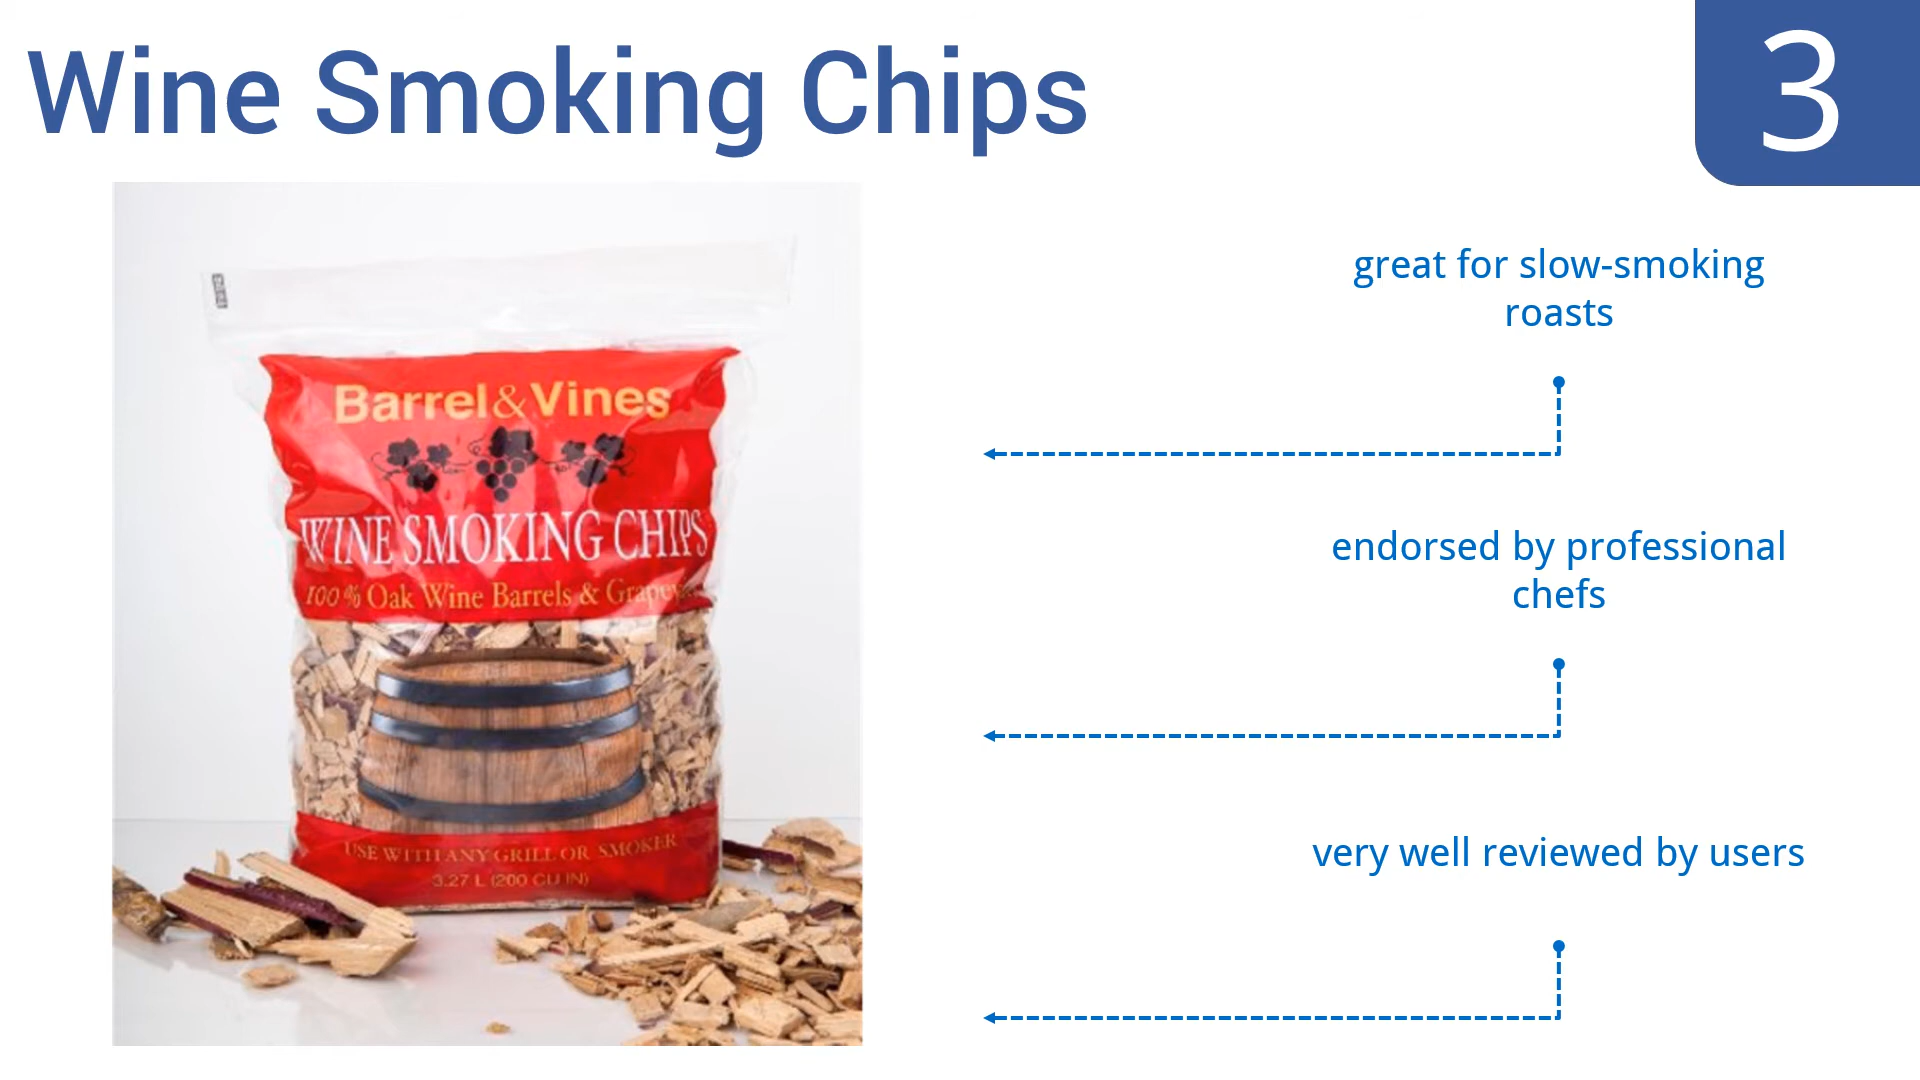 Wine Smoking Chips
3
great for slow-smoking
roasts
endorsed by professional
chefs
very well reviewed by users
Barrel&Vines
WINE SMOKING CHIPS
100% Oak Wine Barrels &
USE WITH ANY GRILL OR SMOKER
3.27 L (200 CU IN)